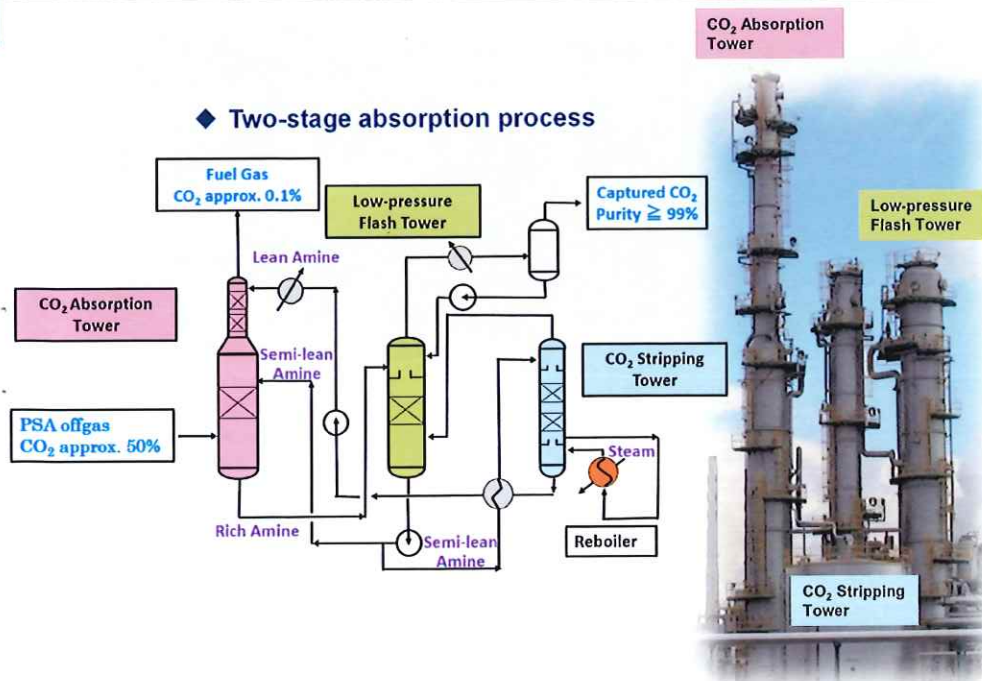 CO₂ Absorption
Tower
◆ Two-stage absorption process
Fuel Gas
CO₂ approx. 0.1%
Low-pressure
Flash Tower
Captured CO₂
Purity ≧ 99%
Low-pressure
Flash Tower
Lean Amine
CO₂ Absorption
Tower
Semi-lean
Amine
CO₂ Stripping
Tower
PSA offgas
CO₂ approx. 50%
Steam
Rich Amine
Semi-lean
Amine
Reboiler
CO₂ Stripping
Tower